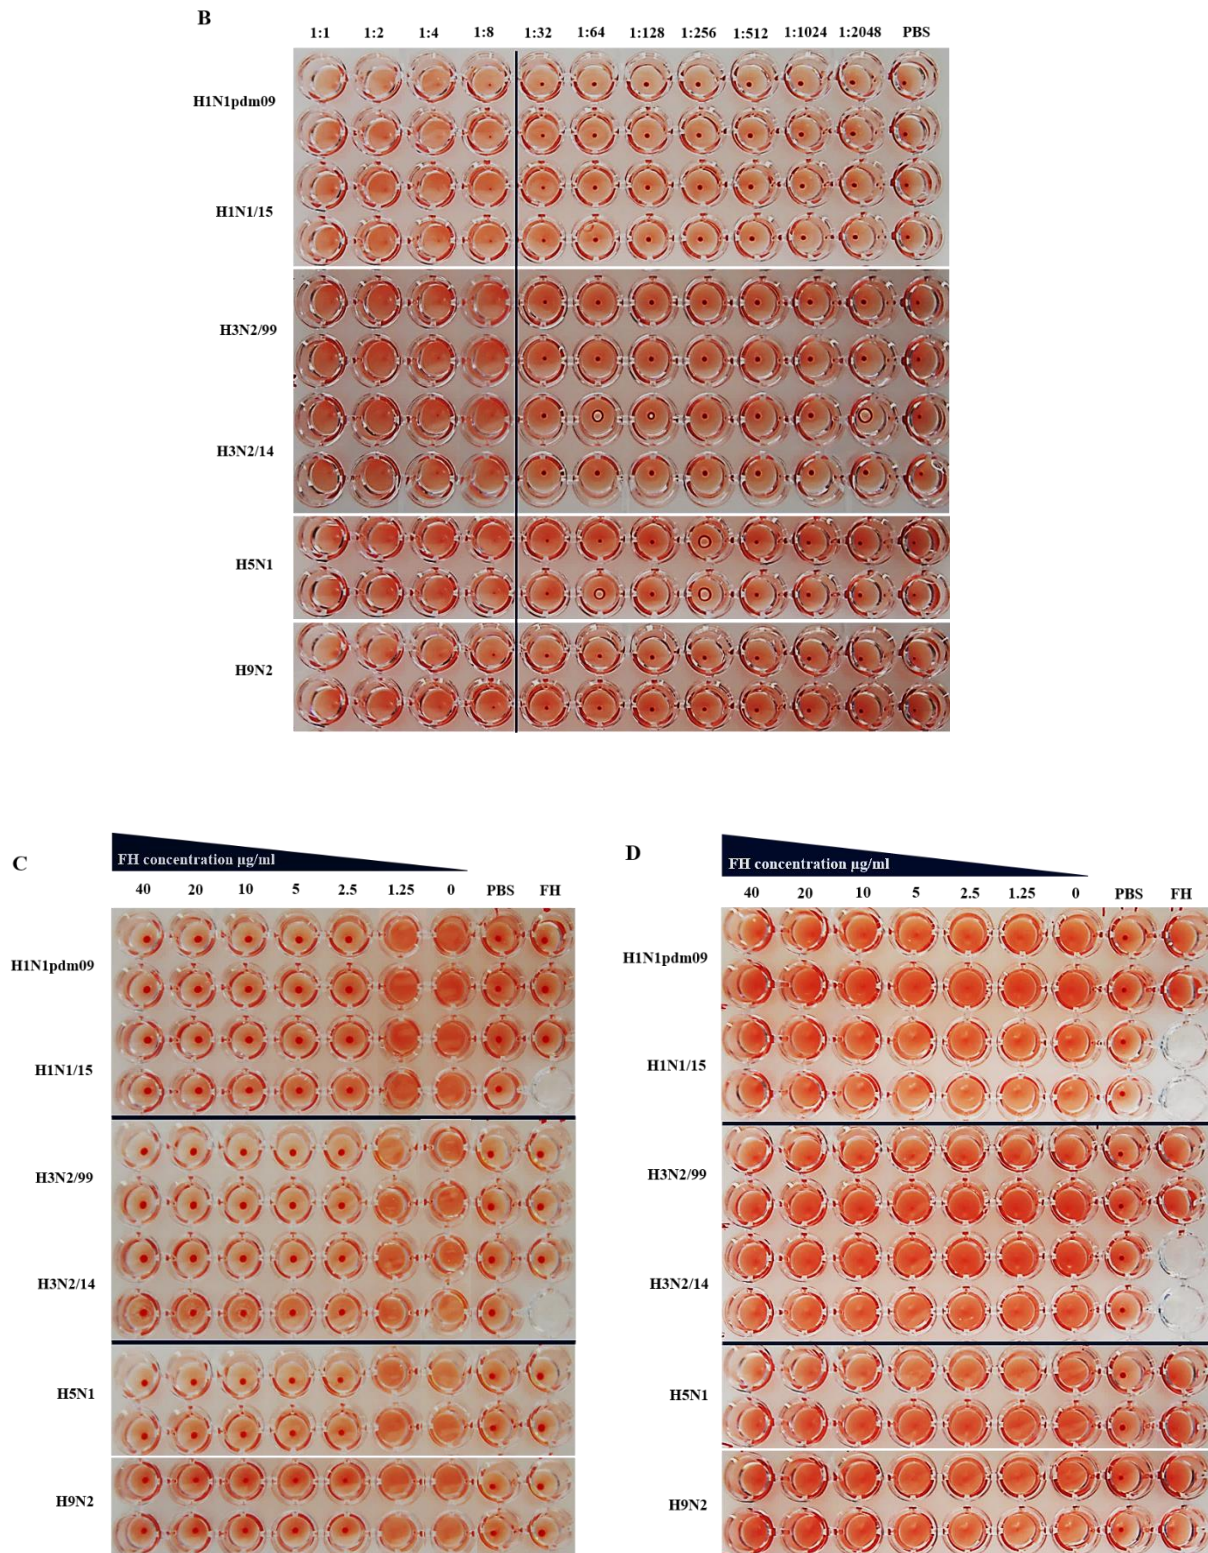 B
1:1 1:2 1:4 1:8 1:32 1:64 1:128 1:256 1:512 1:1024 1:2048 PBS
H1N1pdm09
H1N1/15
H3N2/99
H3N2/14
H5N1
H9N2
C
FH concentration µg/ml
40 20 10 5 2.5 1.25 0 PBS FH
H1N1pdm09
H1N1/15
H3N2/99
H3N2/14
H5N1
H9N2
D
FH concentration µg/ml
40 20 10 5 2.5 1.25 0 PBS FH
H1N1pdm09
H1N1/15
H3N2/99
H3N2/14
H5N1
H9N2